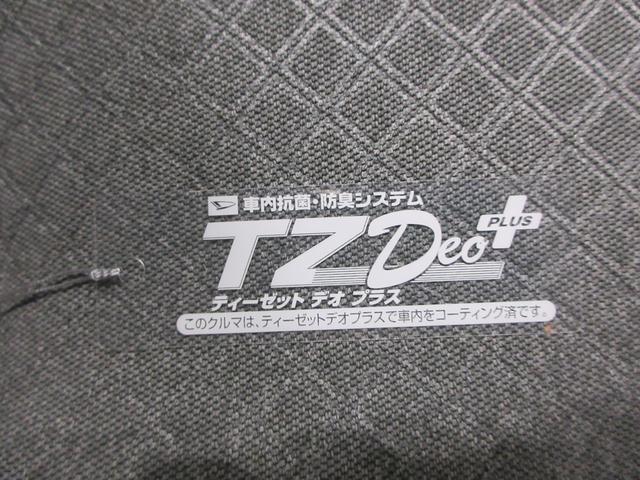 車内抗菌・防臭システム
TZ Deo PLUS
ティーゼット デオ プラス
このクルマは、ティーゼットデオプラスで車内をコーティング済です。